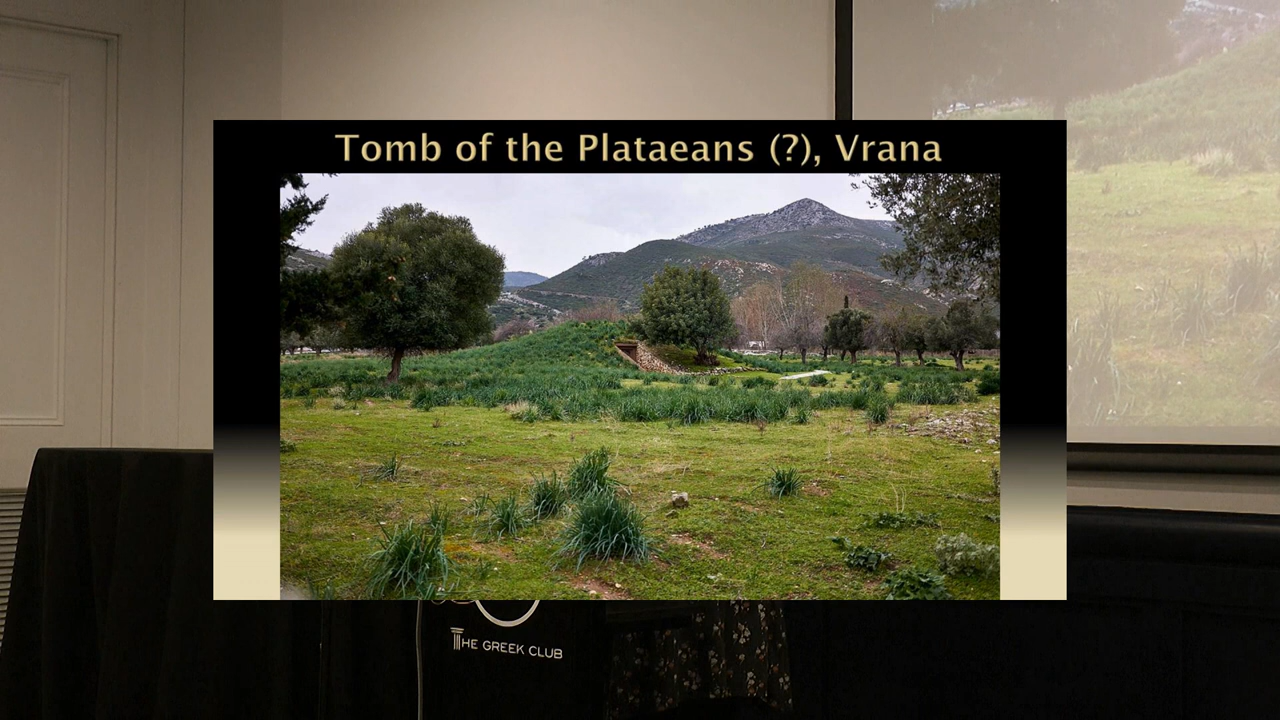 Tomb of the Plataeans (?), Vrana
THE GREEK CLUB